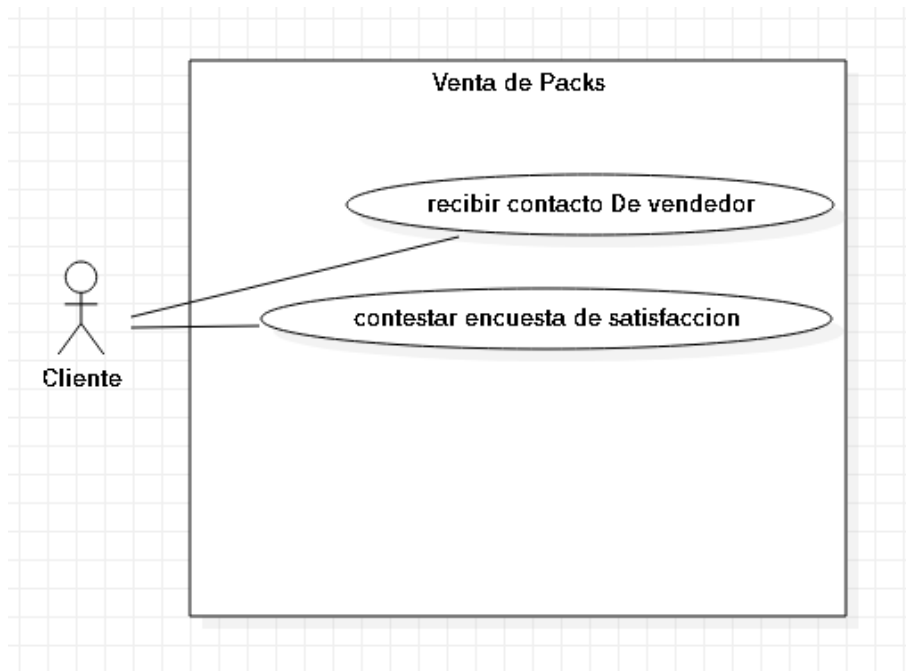 Venta de Packs
recibir contacto De vendedor
contestar encuesta de satisfaccion
Cliente